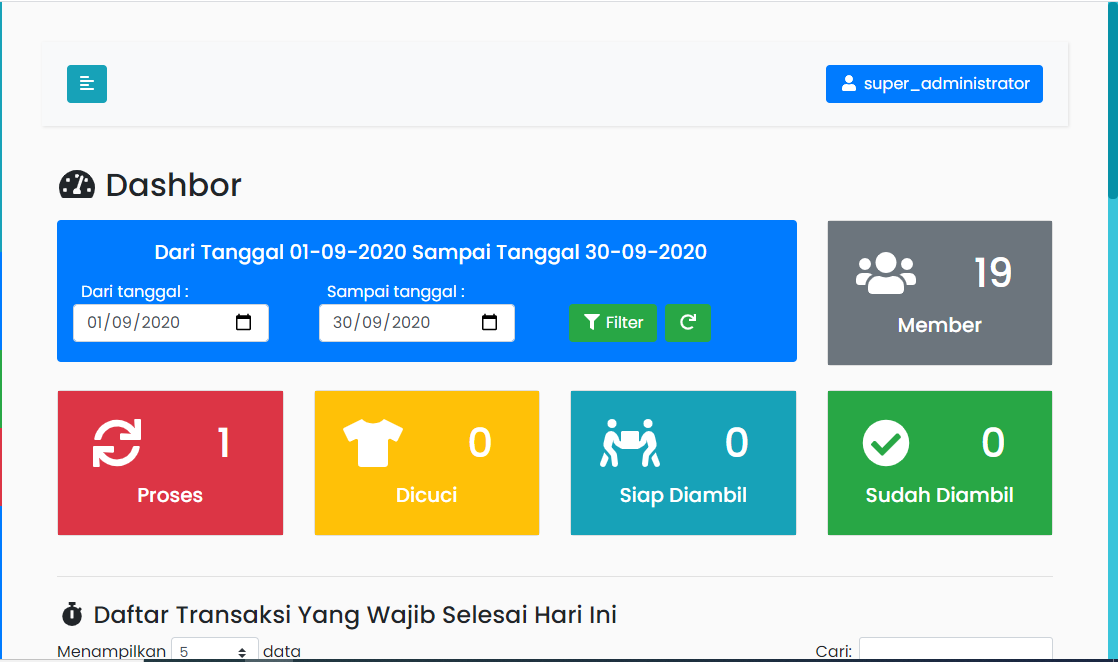 super_administrator
Dashbor
Dari Tanggal 01-09-2020 Sampai Tanggal 30-09-2020
Dari tanggal :
Sampai tanggal :
01/09/2020
30/09/2020
Filter
19
Member
1
Proses
0
Dicuci
0
Siap Diambil
0
Sudah Diambil
Daftar Transaksi Yang Wajib Selesai Hari Ini
Menampilkan 5 data
Cari: